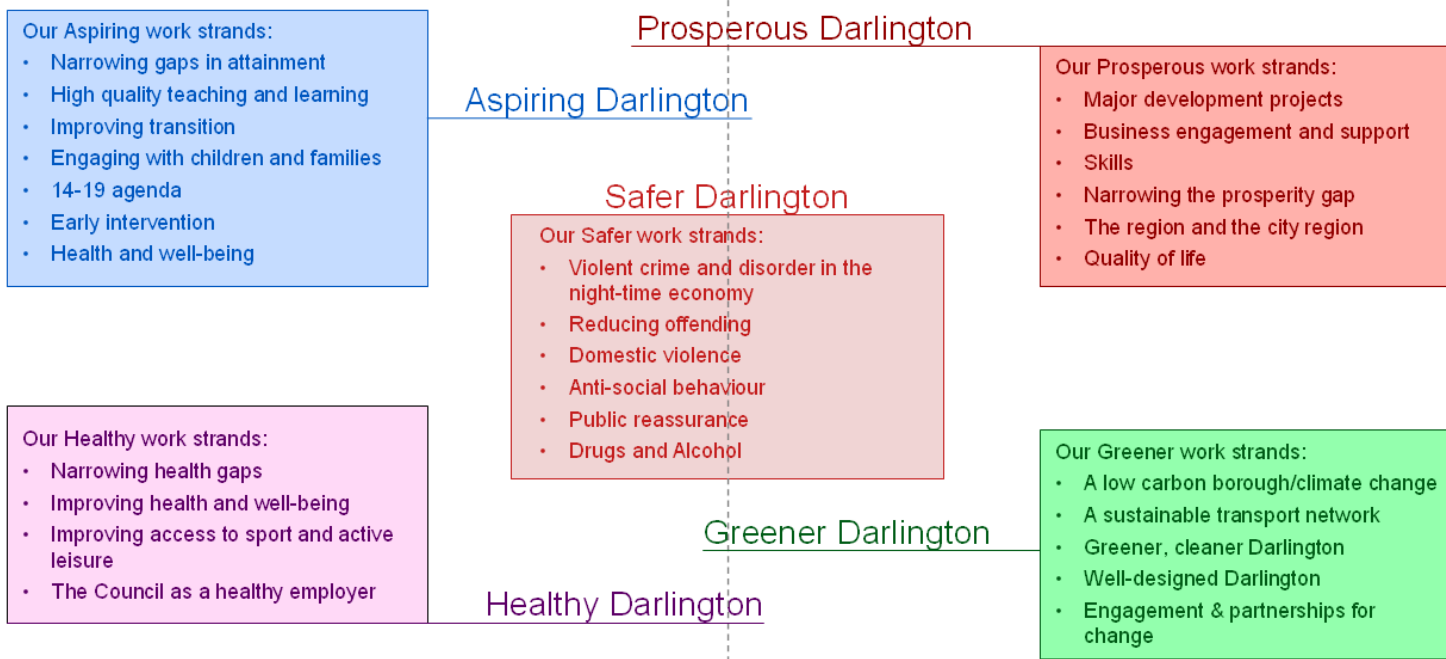 Prosperous Darlington
Our Aspiring work strands:
• Narrowing gaps in attainment
• High quality teaching and learning
• Improving transition
• Engaging with children and families
• 14-19 agenda
• Early intervention
• Health and well-being
Aspiring Darlington
Our Prosperous work strands:
• Major development projects
• Business engagement and support
• Skills
• Narrowing the prosperity gap
• The region and the city region
• Quality of life
Safer Darlington
Our Safer work strands:
• Violent crime and disorder in the
night-time economy
• Reducing offending
• Domestic violence
• Anti-social behaviour
• Public reassurance
• Drugs and Alcohol
Our Healthy work strands:
• Narrowing health gaps
• Improving health and well-being
• Improving access to sport and active
leisure
• The Council as a healthy employer
Healthy Darlington
Greener Darlington
Our Greener work strands:
• A low carbon borough/climate change
• A sustainable transport network
• Greener, cleaner Darlington
• Well-designed Darlington
• Engagement & partnerships for
change